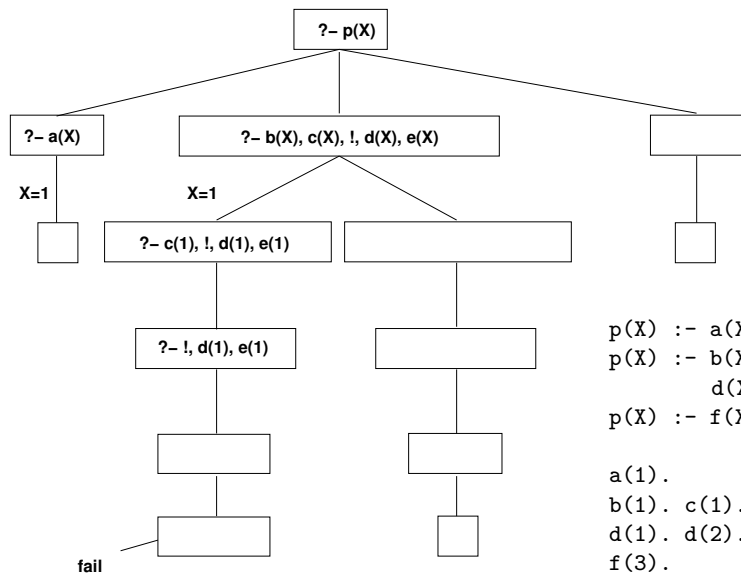 ?– p(X)
?– a(X)
?– b(X), c(X), !, d(X), e(X)
X=1
X=1
?– c(1), !, d(1), e(1)
?– !, d(1), e(1)
fail
p(X) :- a(X
p(X) :- b(X
d(X
p(X) :- f(X
a(1).
b(1). c(1).
d(1). d(2).
f(3).